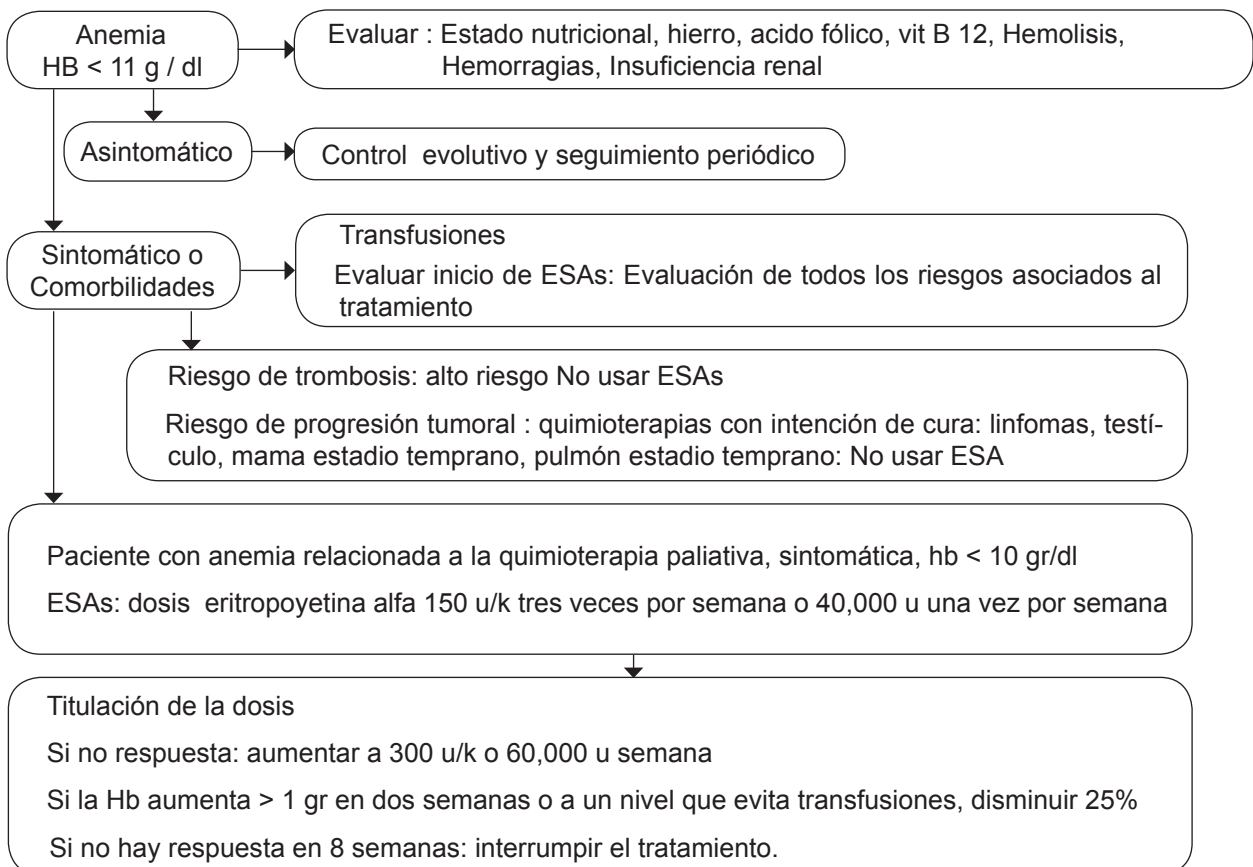 Anemia
HB < 11 g / dl
Evaluar : Estado nutricional, hierro, acido fólico, vit B 12, Hemolisis,
Hemorragias, Insuficiencia renal
Asintomático
Control evolutivo y seguimiento periódico
Sintomático o
Comorbilidades
Transfusiones
Evaluar inicio de ESAs: Evaluación de todos los riesgos asociados al
tratamiento
Riesgo de trombosis: alto riesgo No usar ESAs
Riesgo de progresión tumoral : quimioterapias con intención de cura: linfomas, testí-
culo, mama estadio temprano, pulmón estadio temprano: No usar ESA
Paciente con anemia relacionada a la quimioterapia paliativa, sintomática, hb < 10 gr/dl
ESAs: dosis eritropoyetina alfa 150 u/k tres veces por semana o 40,000 u una vez por semana
Titulación de la dosis
Si no respuesta: aumentar a 300 u/k o 60,000 u semana
Si la Hb aumenta > 1 gr en dos semanas o a un nivel que evita transfusiones, disminuir 25%
Si no hay respuesta en 8 semanas: interrumpir el tratamiento.